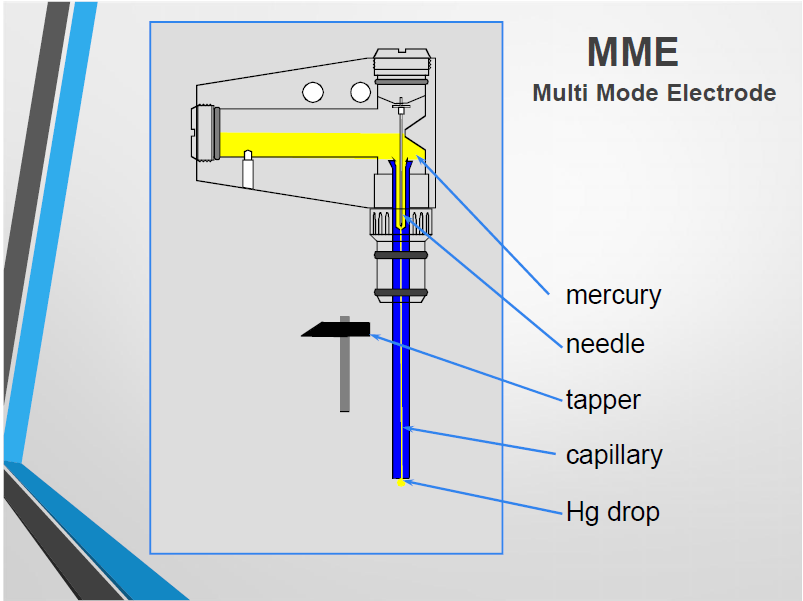 MME
Multi Mode Electrode
mercury
needle
tapper
capillary
Hg drop